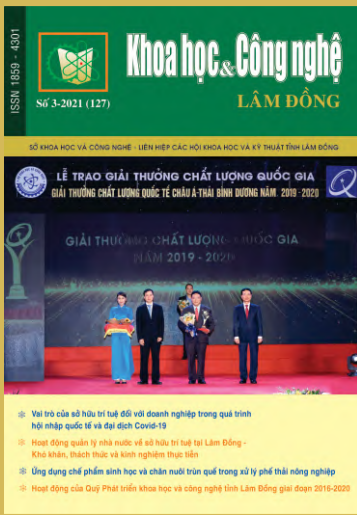 ISSN 1859 - 4301
Khoa học & Công nghệ
Số 3-2021 (127)
LÂM ĐỒNG
SỞ KHOA HỌC VÀ CÔNG NGHỆ - LIÊN HIỆP CÁC HỘI KHOA HỌC VÀ KỸ THUẬT TỈNH LÂM ĐỒNG
LỄ TRAO GIẢI THƯỞNG CHẤT LƯỢNG QUỐC GIA
GIẢI THƯỞNG CHẤT LƯỢNG QUỐC TẾ CHÂU Á-THÁI BÌNH DƯƠNG NĂM. 2019 -2020
GIẢI THƯỞNG CHẤT LƯỢNG QUỐC GIA
NĂM 2019 - 2020
Vai trò của sở hữu trí tuệ đối với doanh nghiệp trong quá trình
hội nhập quốc tế và đại dịch Covid-19
Hoạt động quản lý nhà nước về sở hữu trí tuệ tại Lâm Đồng -
Khó khăn, thách thức và kinh nghiệm thực tiễn
Ứng dụng chế phẩm sinh học và chăn nuôi trùn quế trong xử lý phế thải nông nghiệp
Hoạt động của Quỹ Phát triển khoa học và công nghệ tỉnh Lâm Đồng giai đoạn 2016-2020